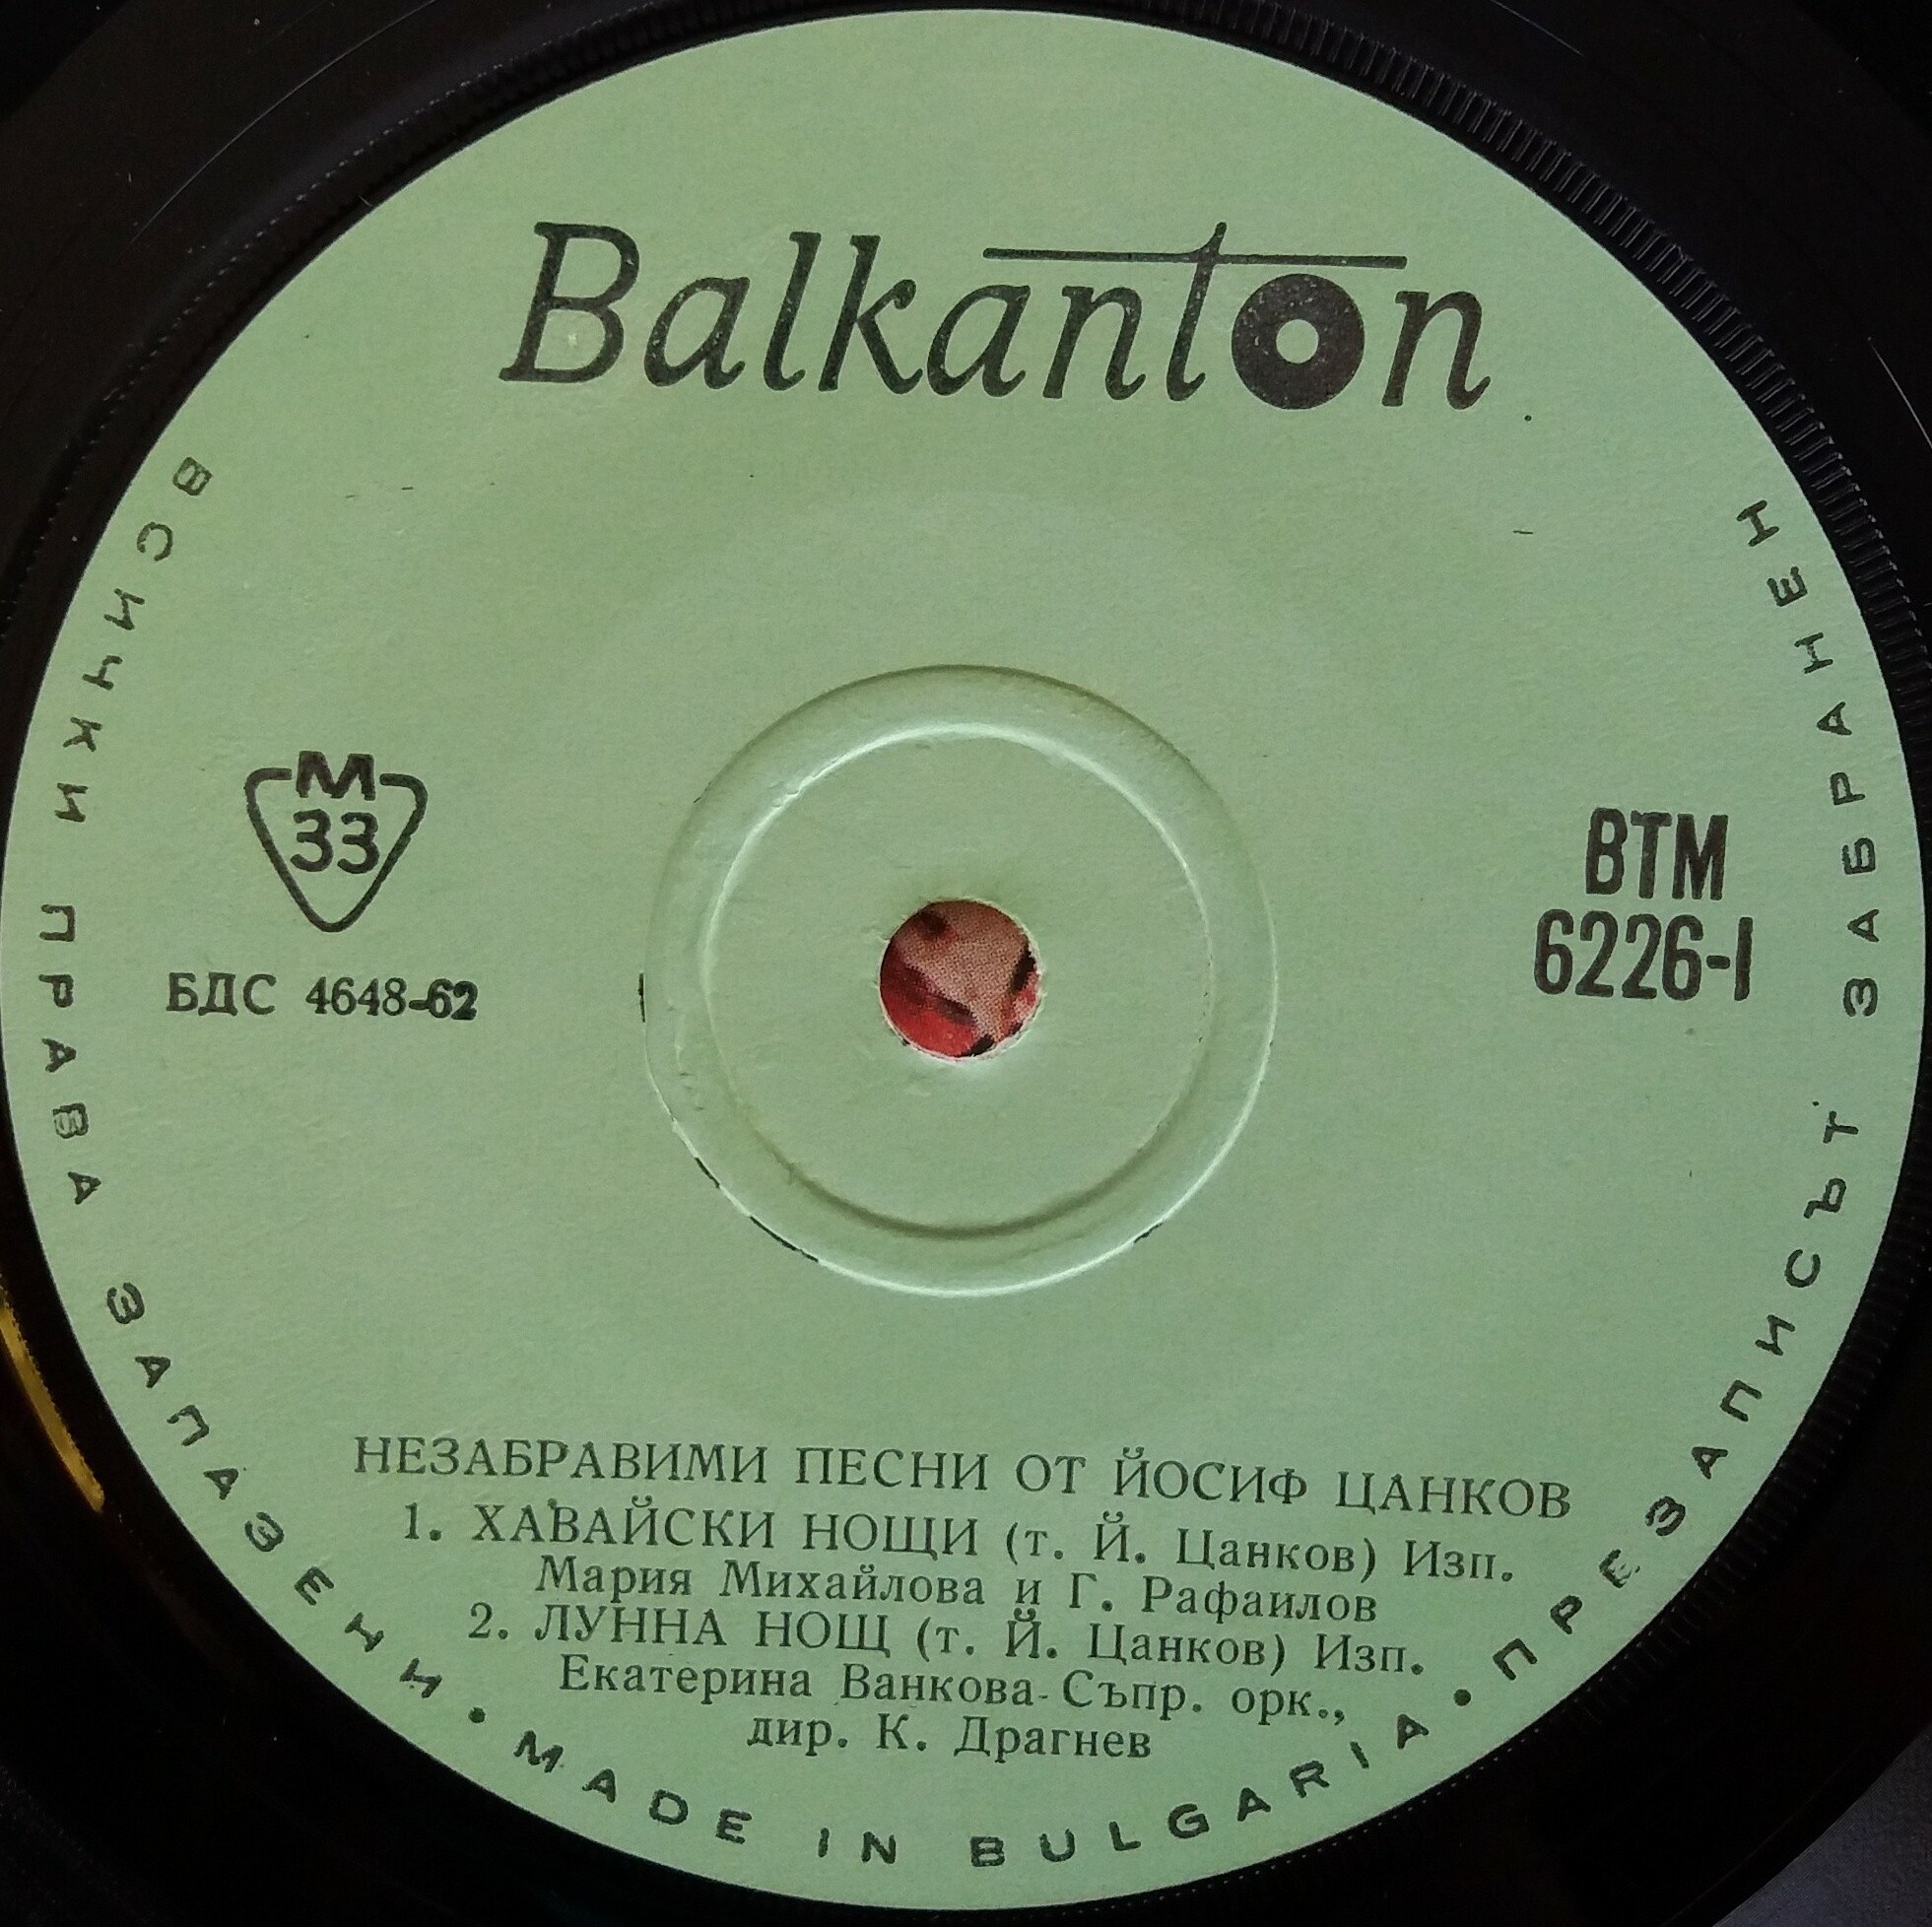 Balkanton
М
33
БДС 4648-62
ВТМ
6226-I
НЕЗАБРАВИМИ ПЕСНИ ОТ ЙОСИФ ЦАНКОВ
1. ХАВАЙСКИ НОЩИ (т. Й. Цанков) Изп.
Мария Михайлова и Г. Рафаилов
2. ЛУННА НОЩ (т. Й. Цанков) Изп.
Екатерина Ванкова-Съпр. орк.,
дир. К. Драгнев
ВСИЧКИ ПРАВА ЗАПАЗЕНИ • MADE IN BULGARIA • ПРЕЗАПИСЪТ ЗАБРАНЕН